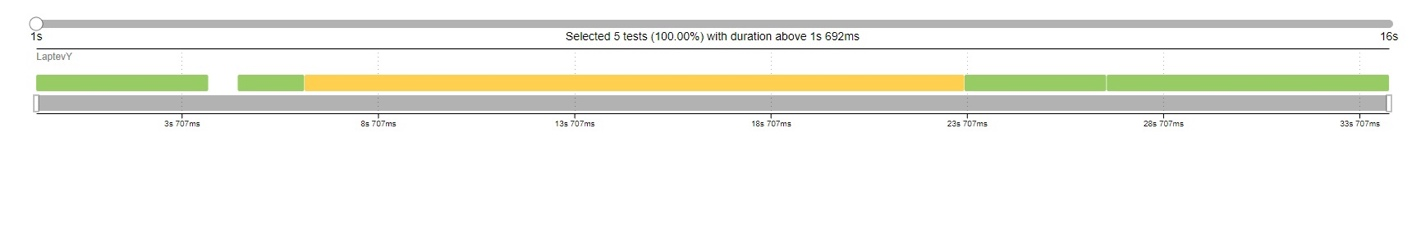 1s Selected 5 tests (100.00%) with duration above 1s 692ms 16s
LaptevY
3s 707ms 8s 707ms 13s 707ms 18s 707ms 23s 707ms 28s 707ms 33s 707ms